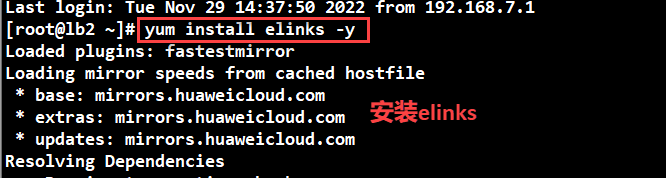 Last login: Tue Nov 29 14:37:50 2022 from 192.168.7.1
[root@lb2 ~]# yum install elinks -y
Loaded plugins: fastestmirror
Loading mirror speeds from cached hostfile
 * base: mirrors.huaweicloud.com
 * extras: mirrors.huaweicloud.com
安装elinks
 * updates: mirrors.huaweicloud.com
Resolving Dependencies